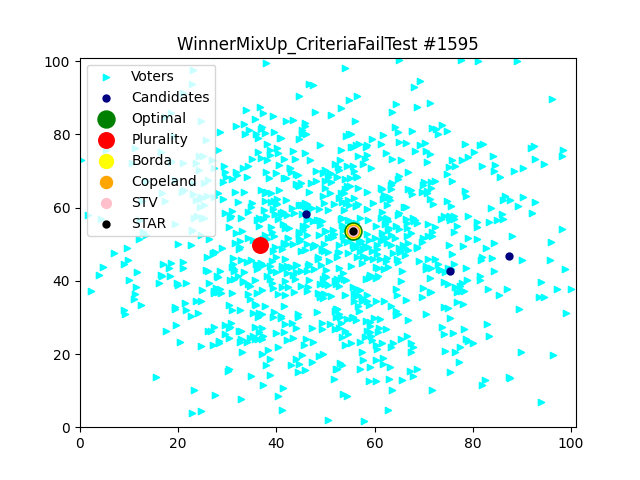 WinnerMixUp_CriteriaFailTest #1595
100
80
60
40
20
0
Voters
Candidates
Optimal
Plurality
Borda
Copeland
STV
STAR
0 20 40 60 80 100